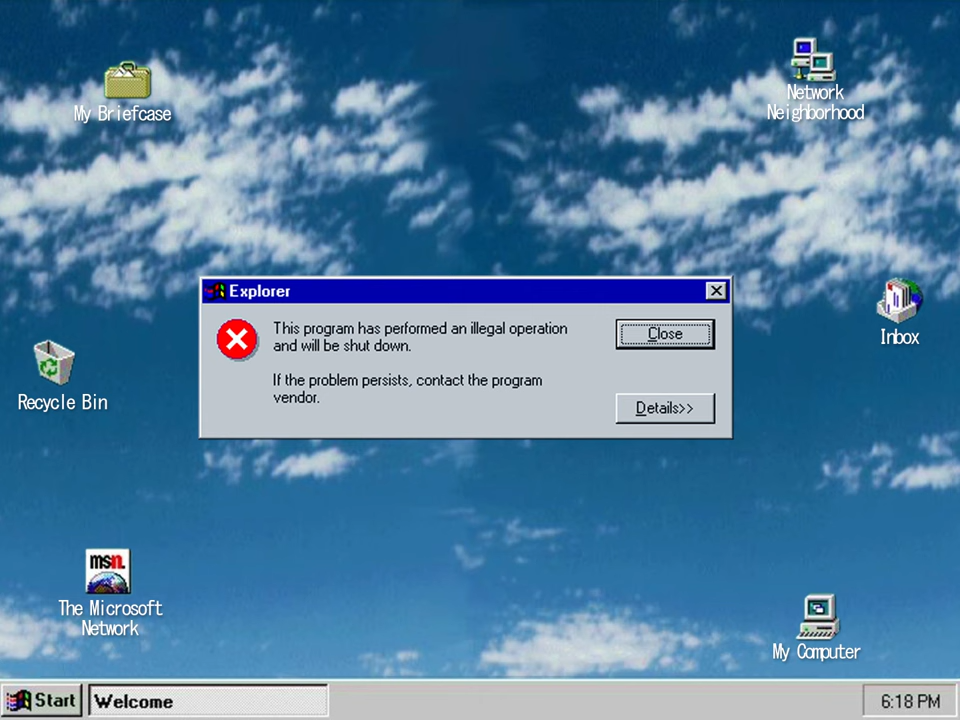 My Briefcase
Network
Neighborhood
Explorer
This program has performed an illegal operation
and will be shut down.
Close
If the problem persists, contact the program
vendor.
Details>>
Inbox
Recycle Bin
msn.
The Microsoft
Network
My Computer
Start
Welcome
6:18 PM